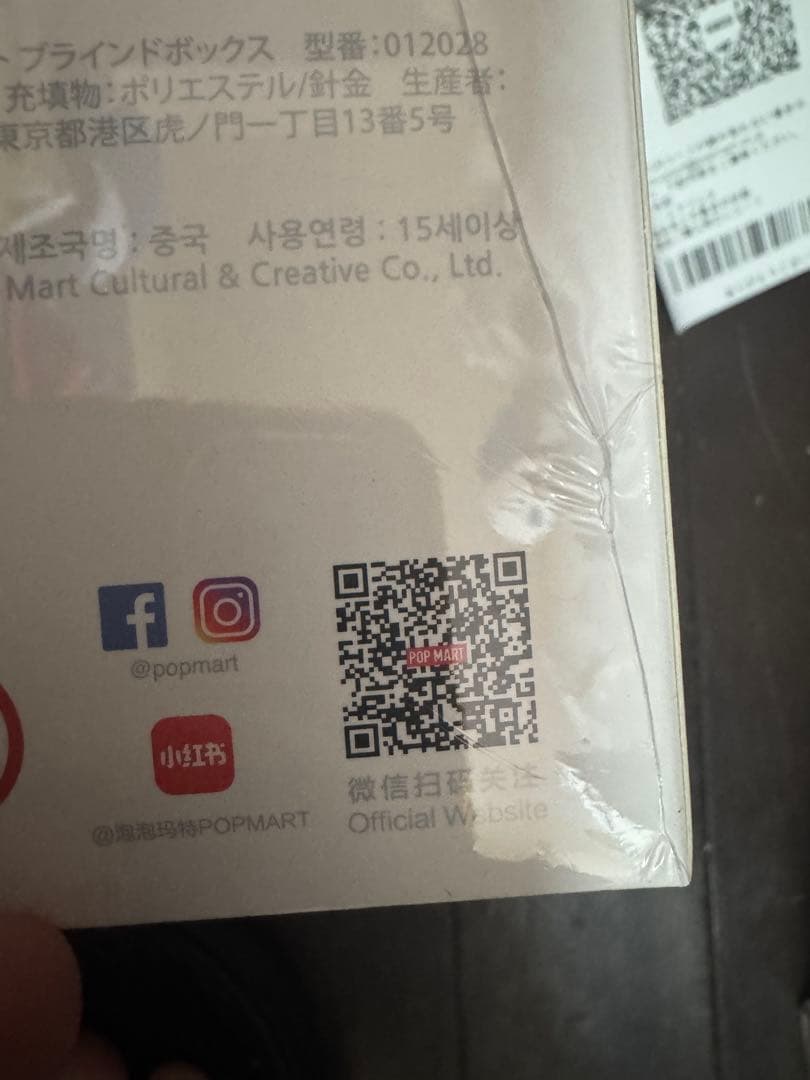 ブラインドボックス 型番:012028
充填物:ポリエステル/針金 生産者:
東京都港区虎ノ門一丁目13番5号
제조국명 : 중국 사용연령 : 15세이상
Mart Cultural & Creative Co., Ltd.
f
@popmart
POP MART
小红书
微信扫码关注
@泡泡玛特POPMART
Official Website